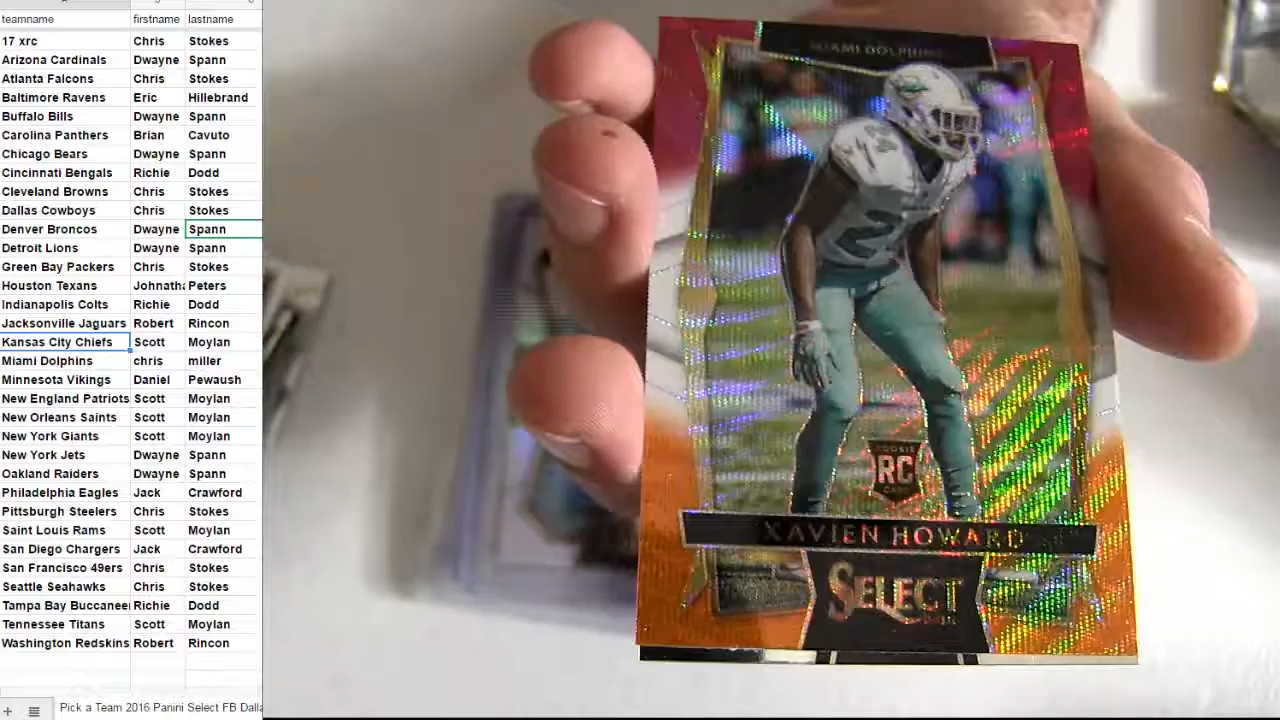 teamname firstname lastname
17 xrc Chris Stokes
Arizona Cardinals Dwayne Spann
Atlanta Falcons Chris Stokes
Baltimore Ravens Eric Hillebrand
Buffalo Bills Dwayne Spann
Carolina Panthers Brian Cavuto
Chicago Bears Dwayne Spann
Cincinnati Bengals Richie Dodd
Cleveland Browns Chris Stokes
Dallas Cowboys Chris Stokes
Denver Broncos Dwayne Spann
Detroit Lions Dwayne Spann
Green Bay Packers Chris Stokes
Houston Texans Johnatha Peters
Indianapolis Colts Richie Dodd
Jacksonville Jaguars Robert Rincon
Kansas City Chiefs Scott Moylan
Miami Dolphins chris miller
Minnesota Vikings Daniel Pewaush
New England Patriots Scott Moylan
New Orleans Saints Scott Moylan
New York Giants Scott Moylan
New York Jets Dwayne Spann
Oakland Raiders Dwayne Spann
Philadelphia Eagles Jack Crawford
Pittsburgh Steelers Chris Stokes
Saint Louis Rams Scott Moylan
San Diego Chargers Jack Crawford
San Francisco 49ers Chris Stokes
Seattle Seahawks Chris Stokes
Tampa Bay Buccanee Richie Dodd
Tennessee Titans Scott Moylan
Washington Redskins Robert Rincon
Pick a Team 2016 Panini Select FB Dalla
MIAMI DOLPHINS
ROOKIE
RC
CARD
XAVIEN HOWARD
SELECT